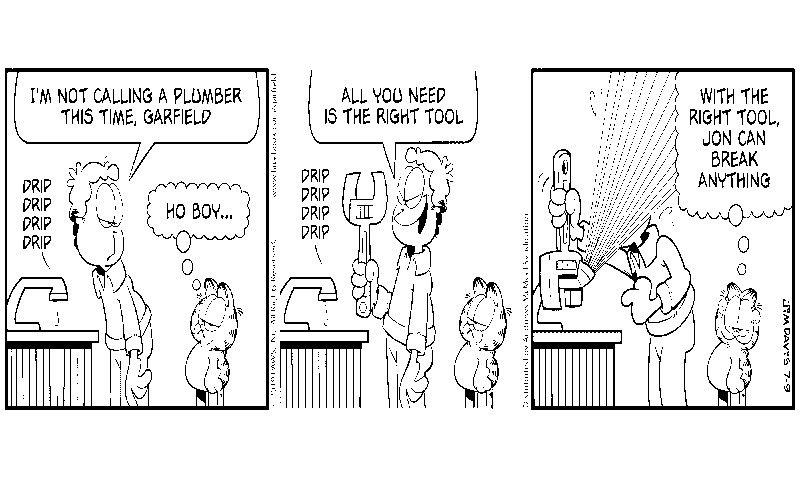 I'M NOT CALLING A PLUMBER
THIS TIME, GARFIELD
DRIP
DRIP
DRIP
DRIP
HO BOY...
ALL YOU NEED
IS THE RIGHT TOOL
DRIP
DRIP
DRIP
DRIP
WITH THE
RIGHT TOOL,
JON CAN
BREAK
ANYTHING
JIM DAVIS 7-9